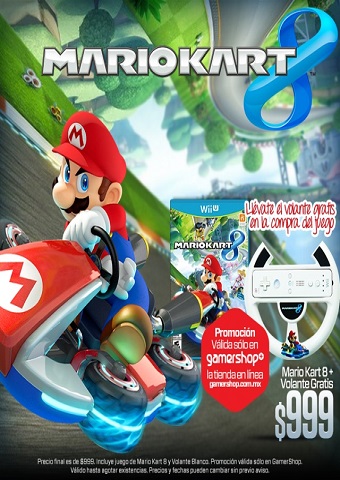 MARIOKART 8
Llévate el volante gratis
en la compra del juego
Wii U
MARIOKART 8
Promoción
Válida sólo en
gamershop
la tienda en línea
gamershop.com.mx
Mario Kart 8 +
Volante Gratis
$999
Precio final es de $999. Incluye juego de Mario Kart 8 y Volante Blanco. Promoción válida sólo en GamerShop.
Válido hasta agotar existencias. Precios y fechas pueden cambiar sin previo aviso.